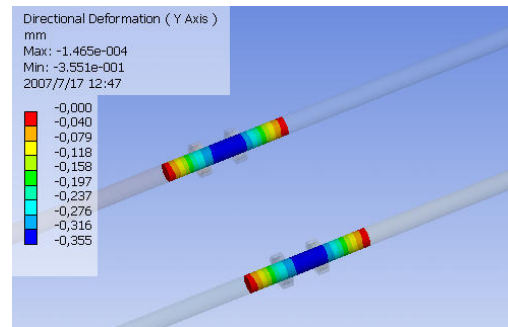 Directional Deformation ( Y Axis )
mm
Max: -1.465e-004
Min: -3.551e-001
2007/7/17 12:47
-0,000
-0,040
-0,079
-0,118
-0,158
-0,197
-0,237
-0,276
-0,316
-0,355